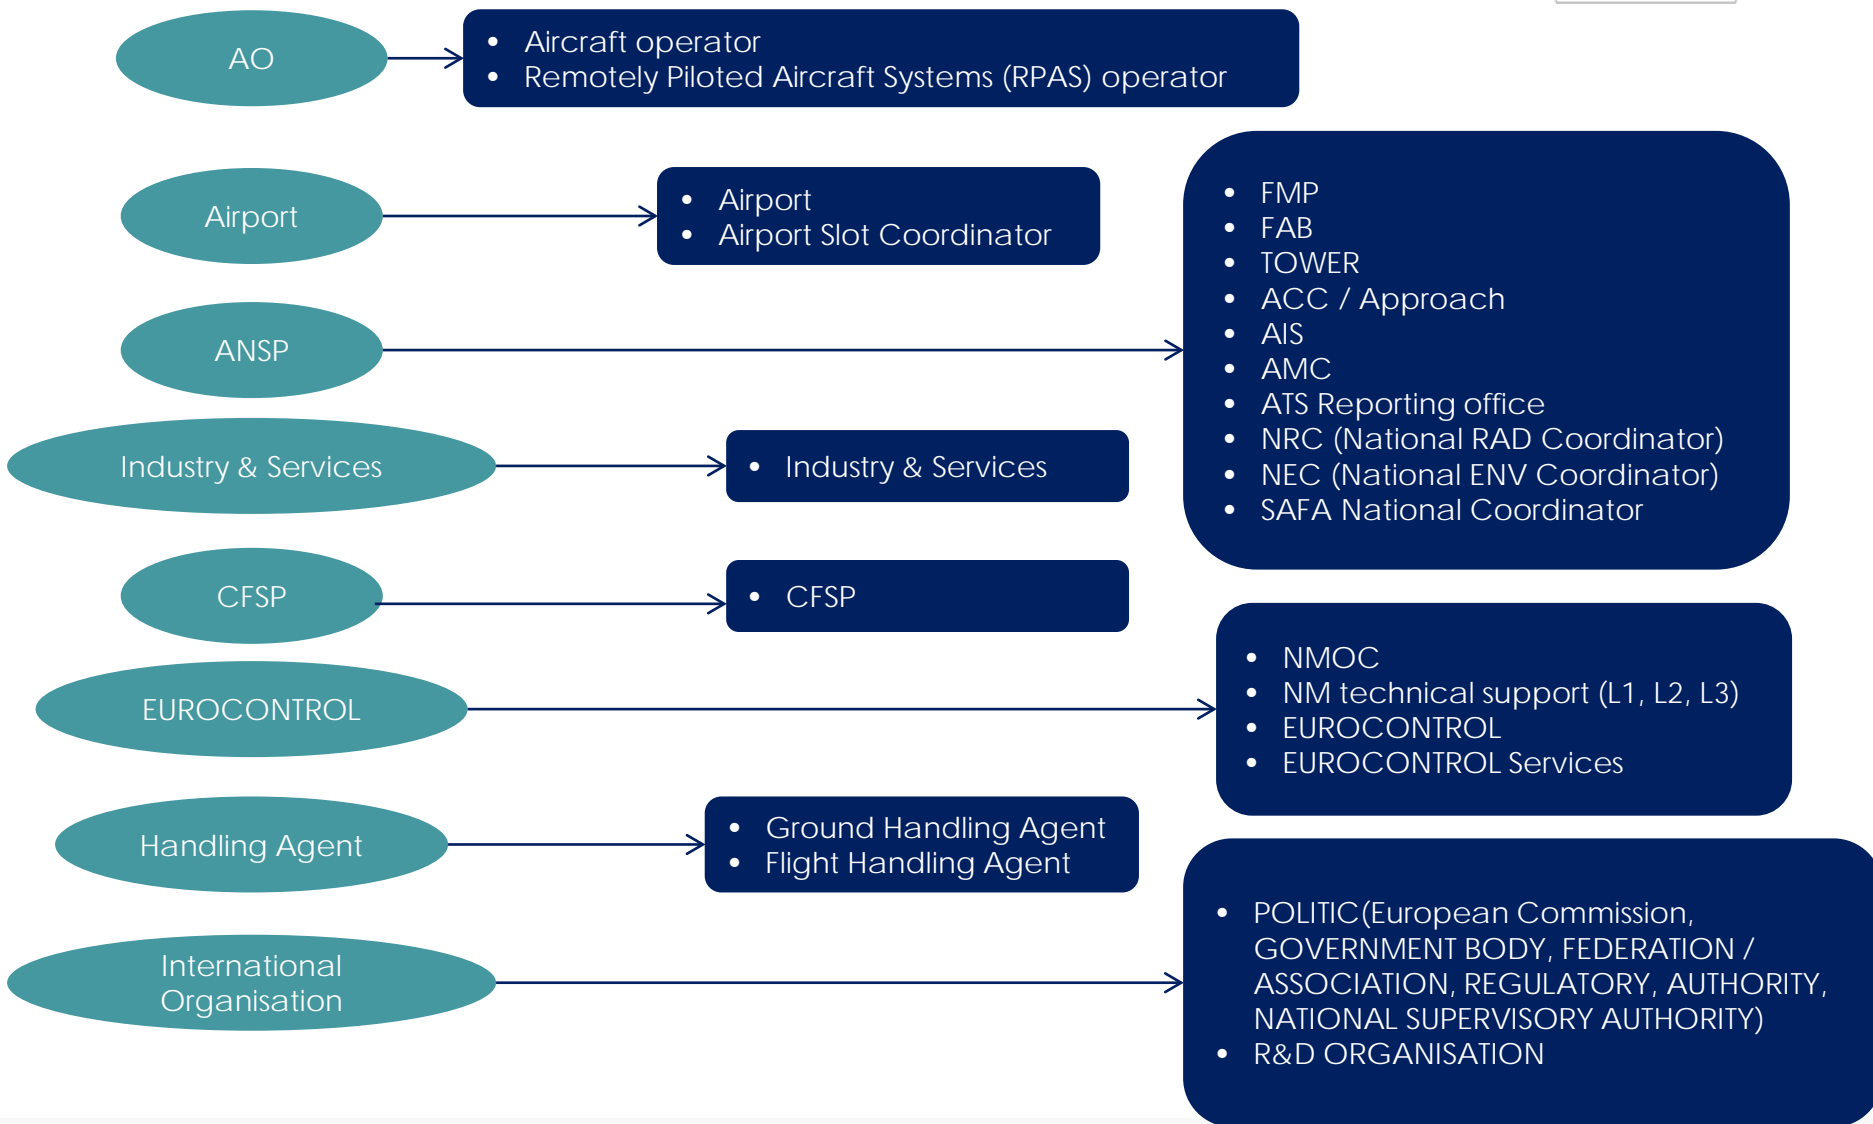 AO
• Aircraft operator
• Remotely Piloted Aircraft Systems (RPAS) operator
Airport
• Airport
• Airport Slot Coordinator
ANSP
• FMP
• FAB
• TOWER
• ACC / Approach
• AIS
• AMC
• ATS Reporting office
• NRC (National RAD Coordinator)
• NEC (National ENV Coordinator)
• SAFA National Coordinator
Industry & Services
• Industry & Services
CFSP
• CFSP
EUROCONTROL
• NMOC
• NM technical support (L1, L2, L3)
• EUROCONTROL
• EUROCONTROL Services
Handling Agent
• Ground Handling Agent
• Flight Handling Agent
International
Organisation
• POLITIC(European Commission,
GOVERNMENT BODY, FEDERATION /
ASSOCIATION, REGULATORY, AUTHORITY,
NATIONAL SUPERVISORY AUTHORITY)
• R&D ORGANISATION